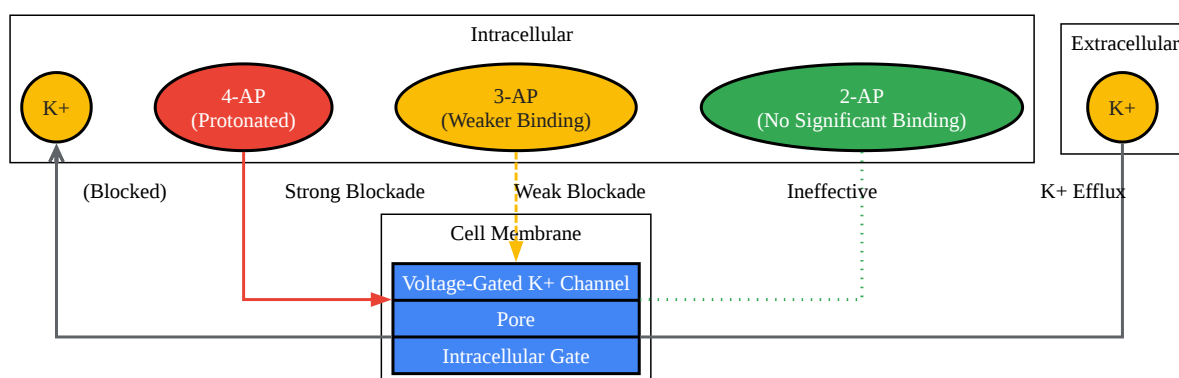 Intracellular
Extracellular
K+
4-AP
(Protonated)
3-AP
(Weaker Binding)
2-AP
(No Significant Binding)
K+
(Blocked)
Strong Blockade
Weak Blockade
Ineffective
K+ Efflux
Cell Membrane
Voltage-Gated K+ Channel
Pore
Intracellular Gate